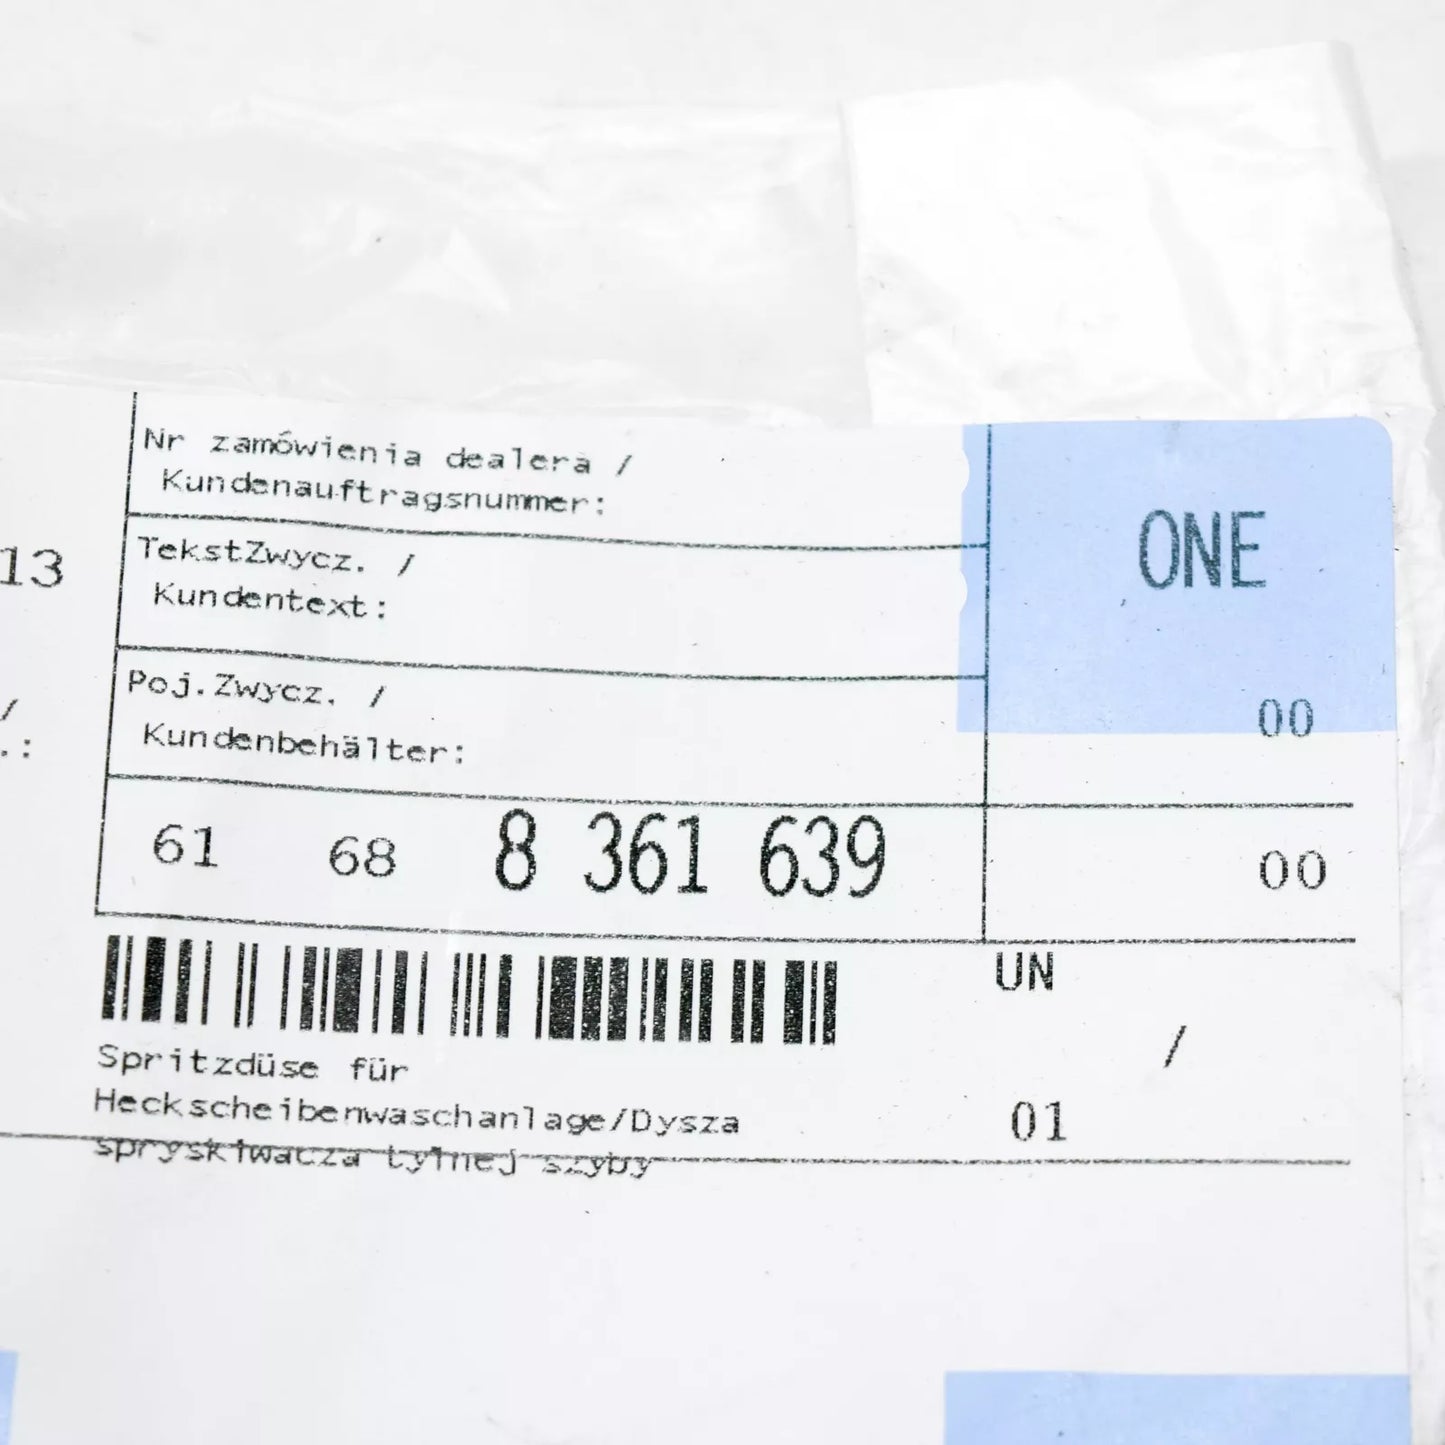 Nr zamówienia dealera /
Kundenauftragsnummer:
ONE
13
TekstZwycz. /
Kundentext:
Poj.Zwycz. /
Kundenbehälter:
/
.:
00
61 68 8 361 639
00
UN
/
Spritzdüse für
Heckscheibenwaschanlage/Dysza
01
spryskiwacza tylnej szyby